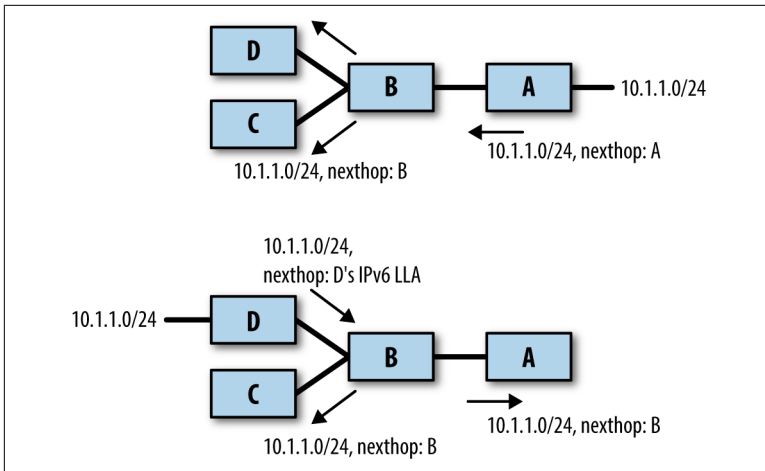 D
B
A
10.1.1.0/24
C
10.1.1.0/24, nexthop: A
10.1.1.0/24, nexthop: B
10.1.1.0/24,
nexthop: D's IPv6 LLA
10.1.1.0/24
D
B
A
C
10.1.1.0/24, nexthop: B
10.1.1.0/24, nexthop: B